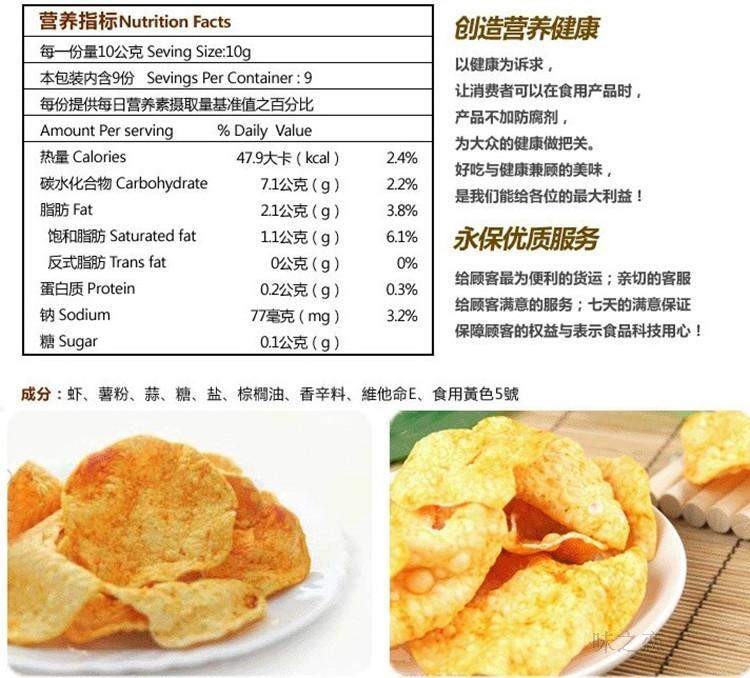 营养指标Nutrition Facts
每一份量10公克 Seving Size:10g
本包装内含9份 Sevings Per Container : 9
每份提供每日营养素摄取量基准值之百分比
Amount Per serving % Daily Value
热量 Calories 47.9大卡 ( kcal ) 2.4%
碳水化合物 Carbohydrate 7.1公克 ( g ) 2.2%
脂肪 Fat 2.1公克 ( g ) 3.8%
饱和脂肪 Saturated fat 1.1公克 ( g ) 6.1%
反式脂肪 Trans fat 0公克 ( g ) 0%
蛋白质 Protein 0.2公克 ( g ) 0.3%
钠 Sodium 77毫克 ( mg ) 3.2%
糖 Sugar 0.1公克 ( g )
创造营养健康
以健康为诉求，
让消费者可以在食用产品时，
产品不加防腐剂，
为大众的健康做把关。
好吃与健康兼顾的美味，
是我们能给各位的最大利益！
永保优质服务
给顾客最为便利的货运；亲切的客服
给顾客满意的服务；七天的满意保证
保障顾客的权益与表示食品科技用心！
成分：虾、薯粉、蒜、糖、盐、棕櫚油、香辛料、維他命E、食用黃色5號
味之